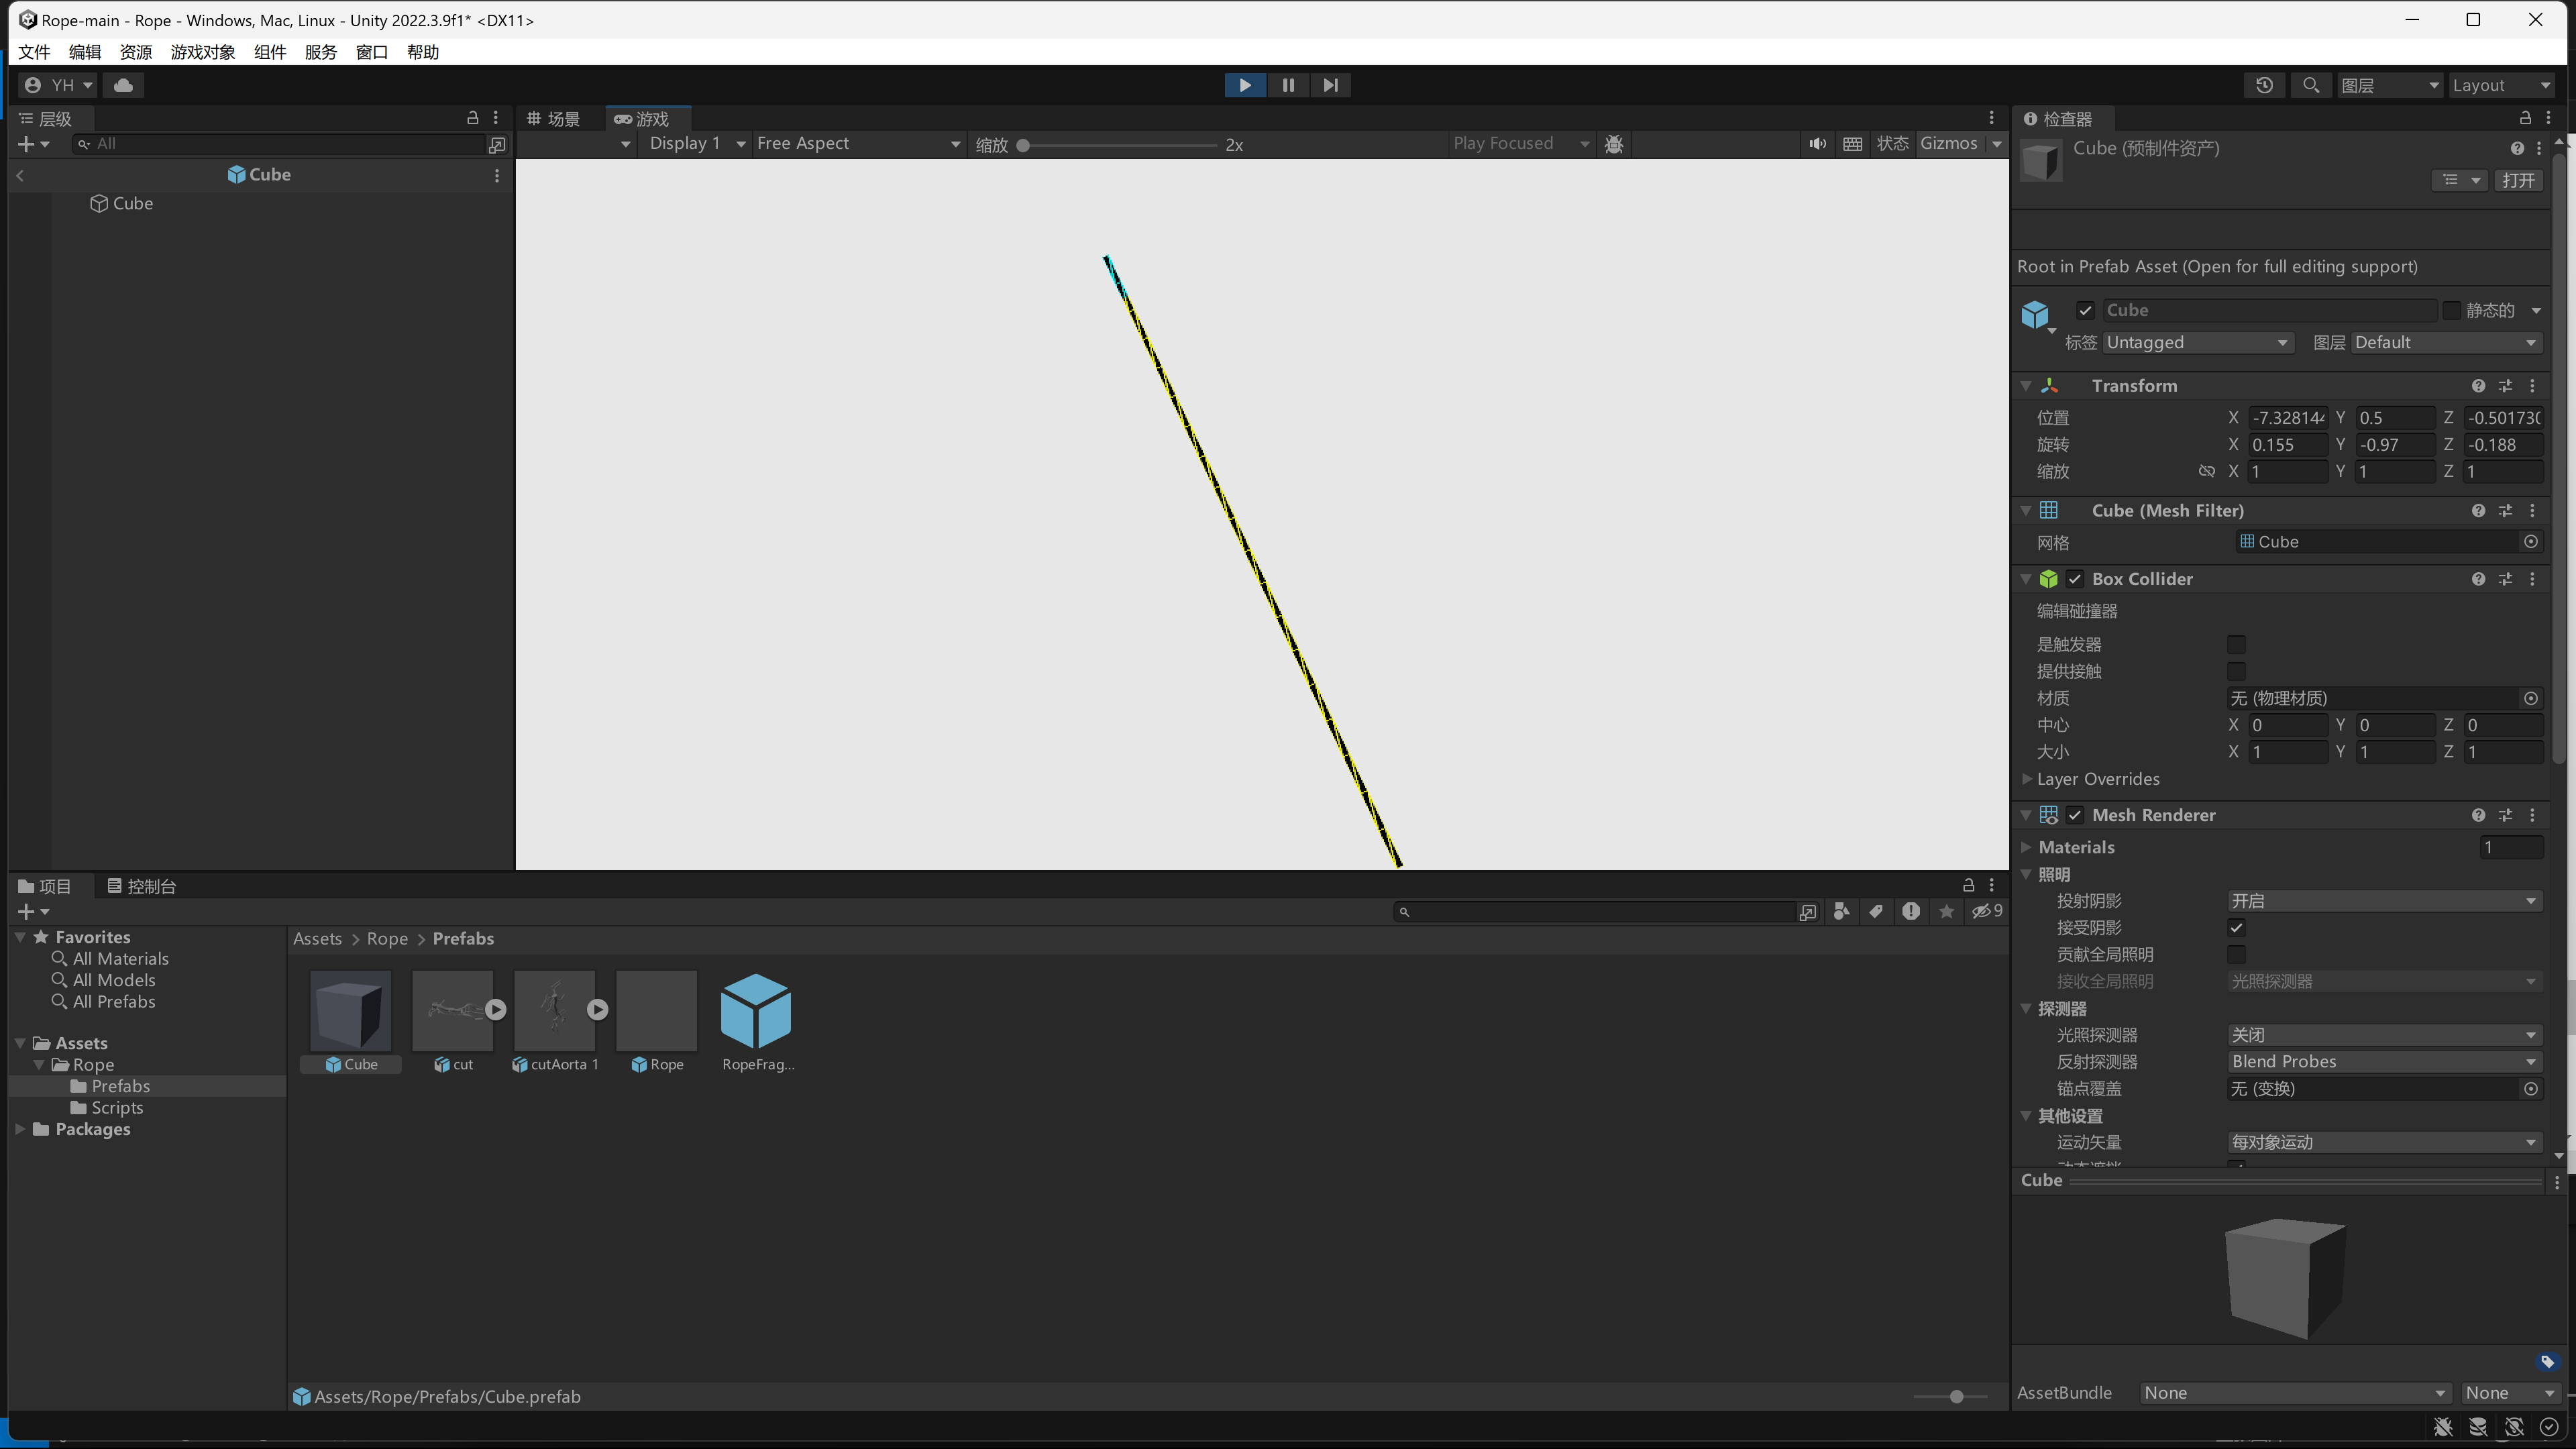 Rope-main - Rope - Windows, Mac, Linux - Unity 2022.3.9f1* <DX11>
文件 编辑 资源 游戏对象 组件 服务 窗口 帮助
YH 图层 Layout
层级 场景 游戏 检查器
All Display 1 Free Aspect 缩放 2x Play Focused 状态 Gizmos
Cube (预制件资产)
打开
Cube
Cube
Root in Prefab Asset (Open for full editing support)
Cube 静态的
标签 Untagged 图层 Default
Transform
位置 X -7.328144 Y 0.5 Z -0.501730
旋转 X 0.155 Y -0.97 Z -0.188
缩放 X 1 Y 1 Z 1
Cube (Mesh Filter)
网格 Cube
Box Collider
编辑碰撞器
是触发器
提供接触
材质 无 (物理材质)
中心 X 0 Y 0 Z 0
大小 X 1 Y 1 Z 1
Layer Overrides
Mesh Renderer
Materials 1
照明
投射阴影 开启
接受阴影
贡献全局照明
接收全局照明 光照探测器
探测器
光照探测器 关闭
反射探测器 Blend Probes
锚点覆盖 无 (变换)
其他设置
运动矢量 每对象运动
Cube
AssetBundle None None
项目 控制台
9
Favorites
All Materials
All Models
All Prefabs
Assets
Rope
Prefabs
Scripts
Packages
Assets > Rope > Prefabs
Cube cut cutAorta 1 Rope RopeFrag...
Assets/Rope/Prefabs/Cube.prefab